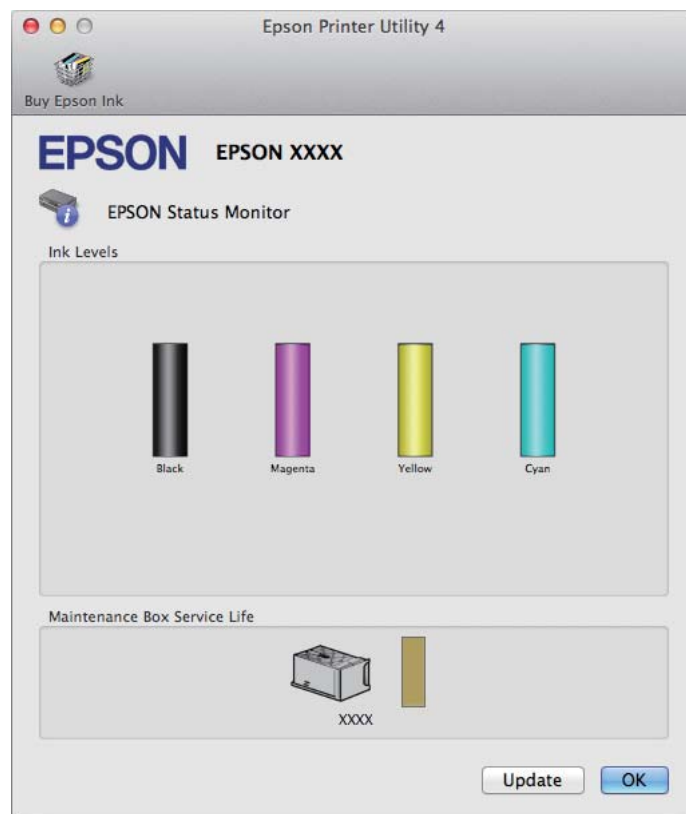 Epson Printer Utility 4
Buy Epson Ink
EPSON EPSON XXXX
EPSON Status Monitor
Ink Levels
Black Magenta Yellow Cyan
Maintenance Box Service Life
XXXX
Update OK